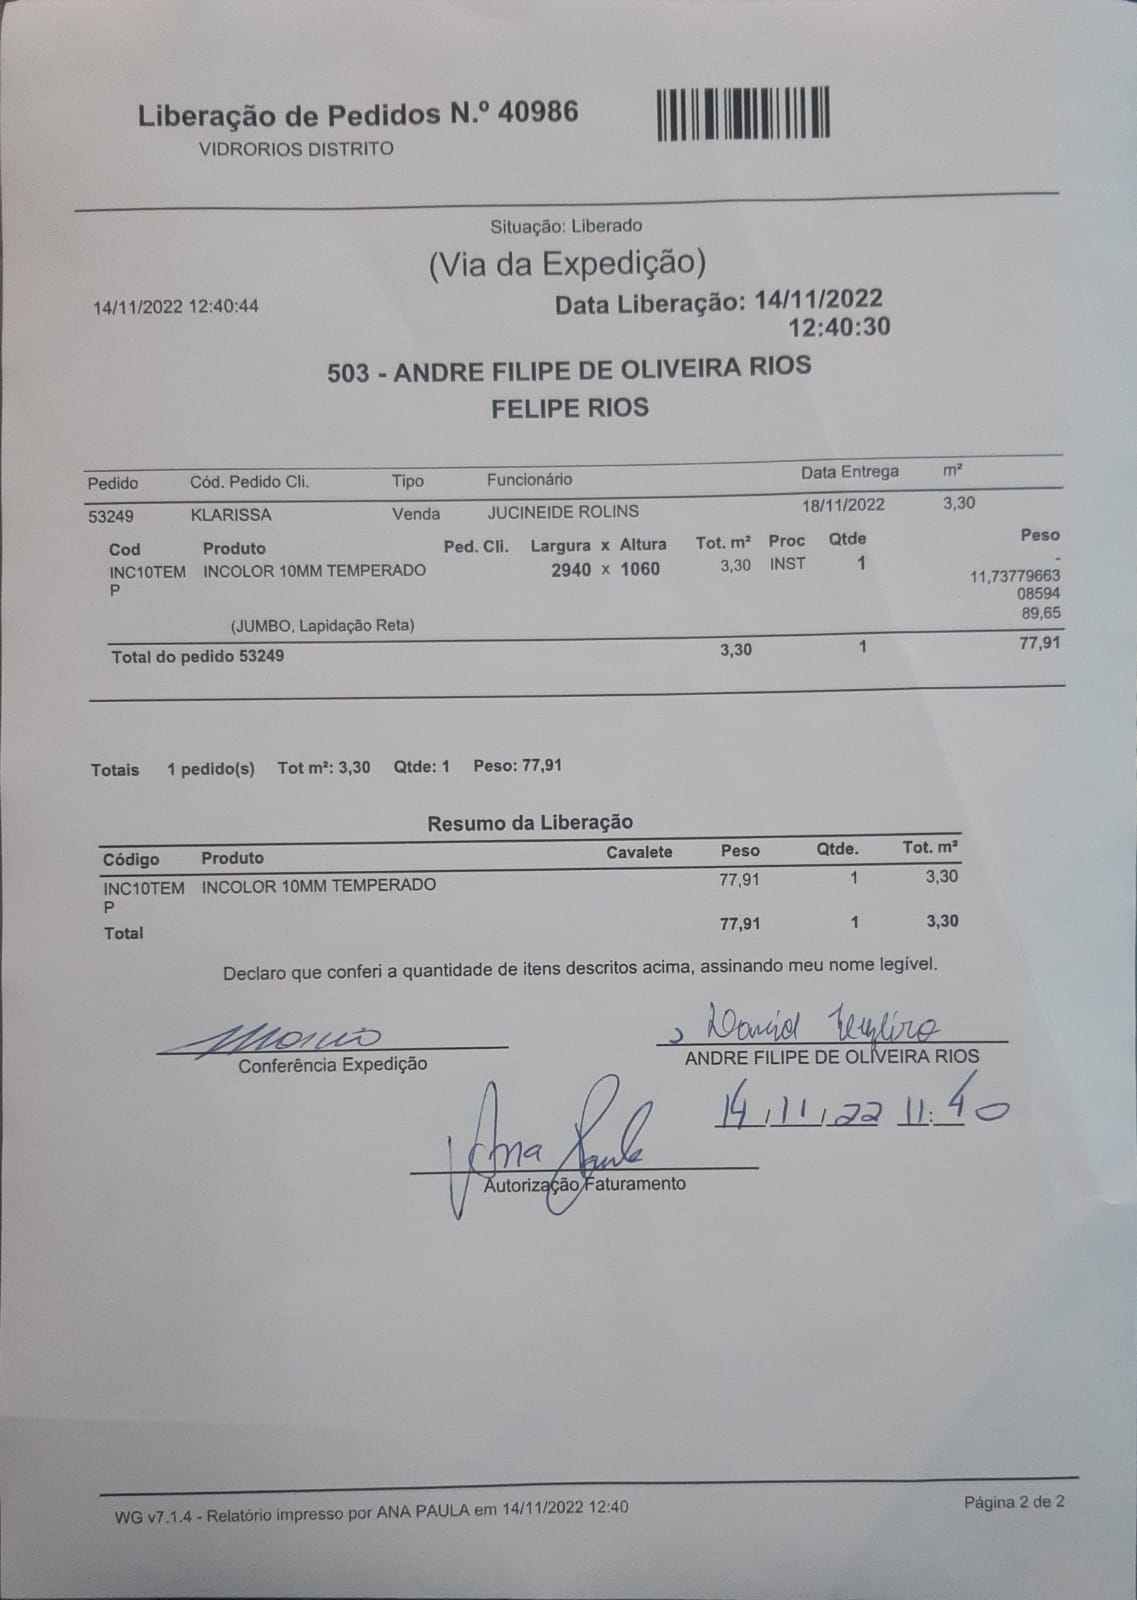 Liberação de Pedidos N.º 40986
VIDRORIOS DISTRITO
Situação: Liberado
(Via da Expedição)
14/11/2022 12:40:44 Data Liberação: 14/11/2022
12:40:30
503 - ANDRE FILIPE DE OLIVEIRA RIOS
FELIPE RIOS
Pedido Cód. Pedido Cli. Tipo Funcionário Data Entrega m²
53249 KLARISSA Venda JUCINEIDE ROLINS 18/11/2022 3,30
Cod Produto Ped. Cli. Largura x Altura Tot. m² Proc Qtde Peso
INC10TEM INCOLOR 10MM TEMPERADO 2940 x 1060 3,30 INST 1 -
P 11,73779663
08594
(JUMBO, Lapidação Reta) 89,65
Total do pedido 53249 3,30 1 77,91
Totais 1 pedido(s) Tot m²: 3,30 Qtde: 1 Peso: 77,91
Resumo da Liberação
Código Produto Cavalete Peso Qtde. Tot. m²
INC10TEM INCOLOR 10MM TEMPERADO 77,91 1 3,30
P
Total 77,91 1 3,30
Declaro que conferi a quantidade de itens descritos acima, assinando meu nome legível.
Conferência Expedição ANDRE FILIPE DE OLIVEIRA RIOS
14/11/22 11:40
Ana Paula
Autorização Faturamento
WG v7.1.4 - Relatório impresso por ANA PAULA em 14/11/2022 12:40 Página 2 de 2